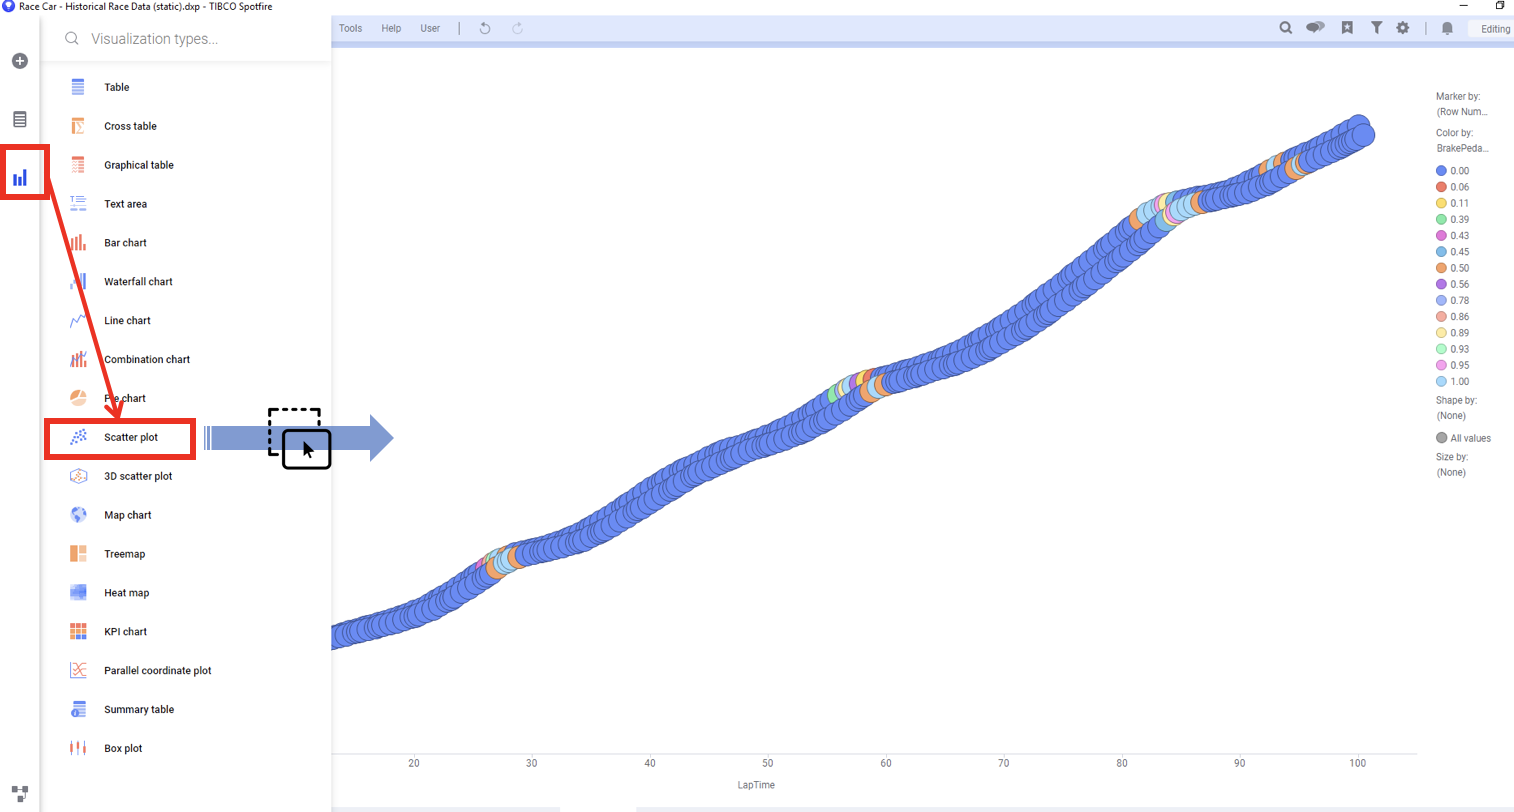 Race Car - Historical Race Data (static).dxp - TIBCO Spotfire
Visualization types...
Tools Help User
Editing
Table
Cross table
Graphical table
Text area
Bar chart
Waterfall chart
Line chart
Combination chart
Pie chart
Scatter plot
3D scatter plot
Map chart
Treemap
Heat map
KPI chart
Parallel coordinate plot
Summary table
Box plot
20 30 40 50 60 70 80 90 100
LapTime
Marker by:
(Row Num...
Color by:
BrakePeda...
0.00
0.06
0.11
0.39
0.43
0.45
0.50
0.56
0.78
0.86
0.89
0.93
0.95
1.00
Shape by:
(None)
All values
Size by:
(None)